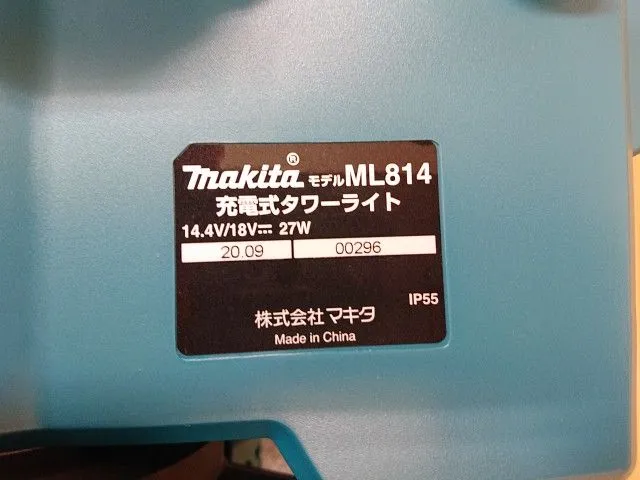 makita® モデルML814
充電式タワーライト
14.4V/18V⎓ 27W
20.09 00296
IP55
株式会社マキタ
Made in China